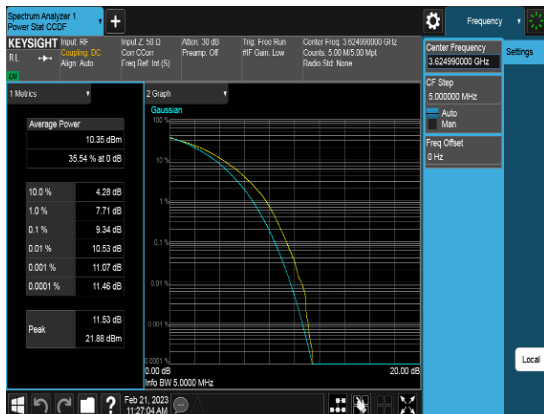 Spectrum Analyzer 1
Power Stat CCDF
Frequency
KEYSIGHT
Input: RF
Coupling: DC
Align: Auto
Input Z: 50 Ω
Corr CCorr
Freq Ref: Int (S)
Atten: 30 dB
Preamp: Off
Trig: Free Run
#IF Gain: Low
Center Freq: 3.624990000 GHz
Counts: 5.00 M/5.00 Mpt
Radio Std: None
RL
Center Frequency
3.624990000 GHz
Settings
CF Step
5.000000 MHz
Auto
Man
Freq Offset
0 Hz
Local
1 Metrics
Average Power
10.35 dBm
35.54 % at 0 dB
10.0 % 4.28 dB
1.0 % 7.71 dB
0.1 % 9.34 dB
0.01 % 10.53 dB
0.001 % 11.07 dB
0.0001 % 11.46 dB
Peak
11.53 dB
21.88 dBm
2 Graph
Gaussian
100 %
10 %
1 %
0.1 %
0.01 %
0.001 %
0.0001 %
0.00 dB
20.00 dB
Info BW 5.0000 MHz
Feb 21, 2023
11:27:04 AM